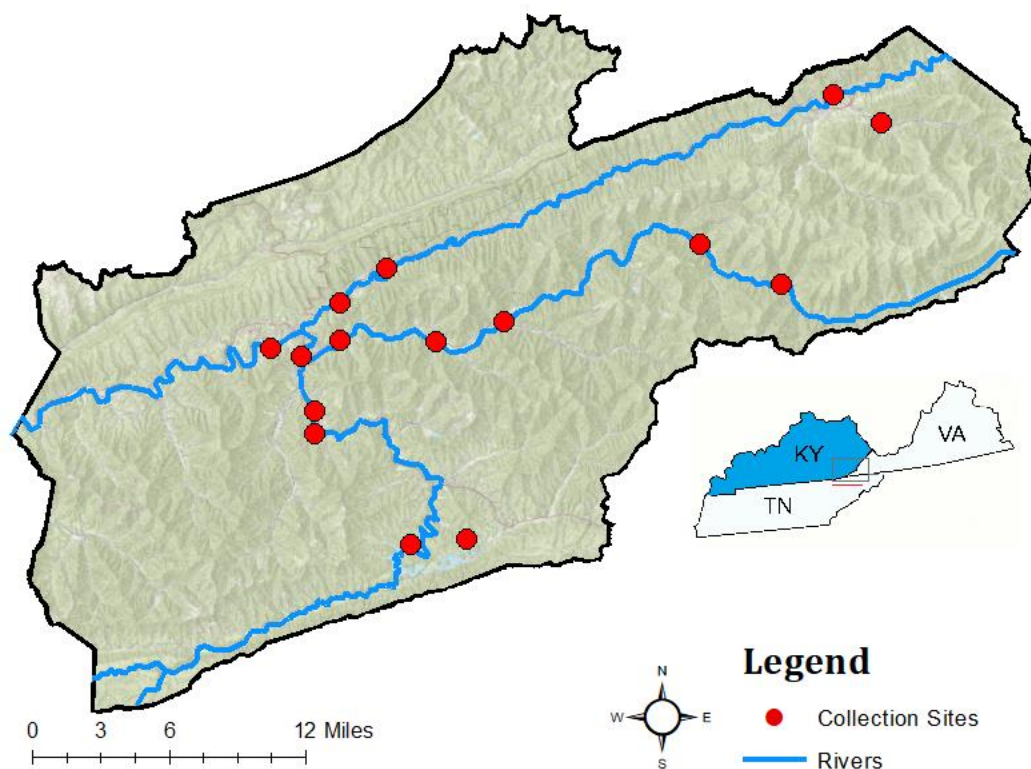 KY
VA
TN
Legend
Collection Sites
Rivers
N
W
E
S
0 3 6 12 Miles